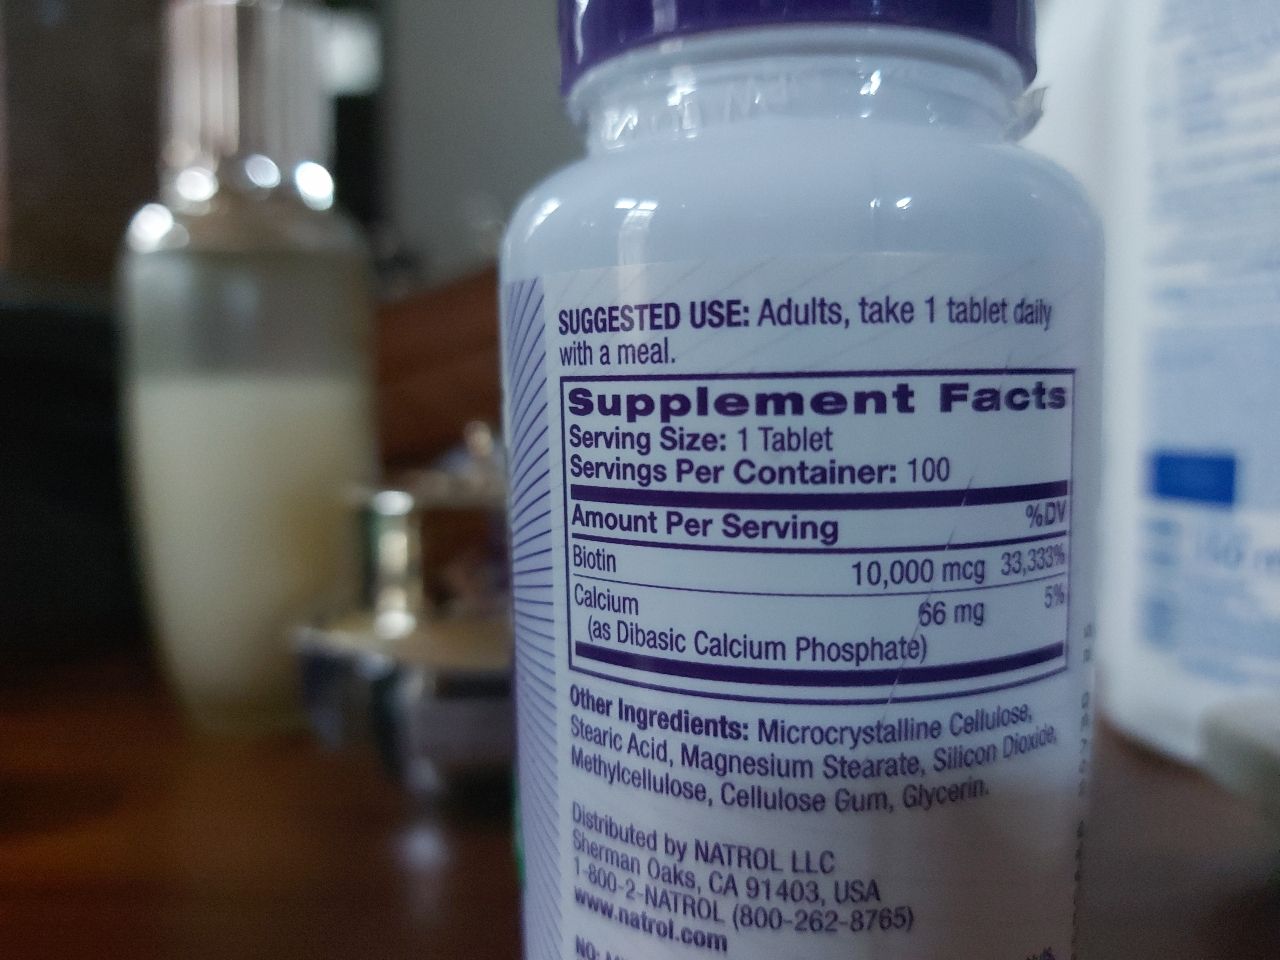 SUGGESTED USE: Adults, take 1 tablet daily
with a meal.
Supplement Facts
Serving Size: 1 Tablet
Servings Per Container: 100
Amount Per Serving %DV
Biotin 10,000 mcg 33,333%
Calcium 66 mg 5%
(as Dibasic Calcium Phosphate)
Other Ingredients: Microcrystalline Cellulose,
Stearic Acid, Magnesium Stearate, Silicon Dioxide,
Methylcellulose, Cellulose Gum, Glycerin.
Distributed by NATROL LLC
Sherman Oaks, CA 91403, USA
1-800-2-NATROL (800-262-8765)
www.natrol.com
NO: